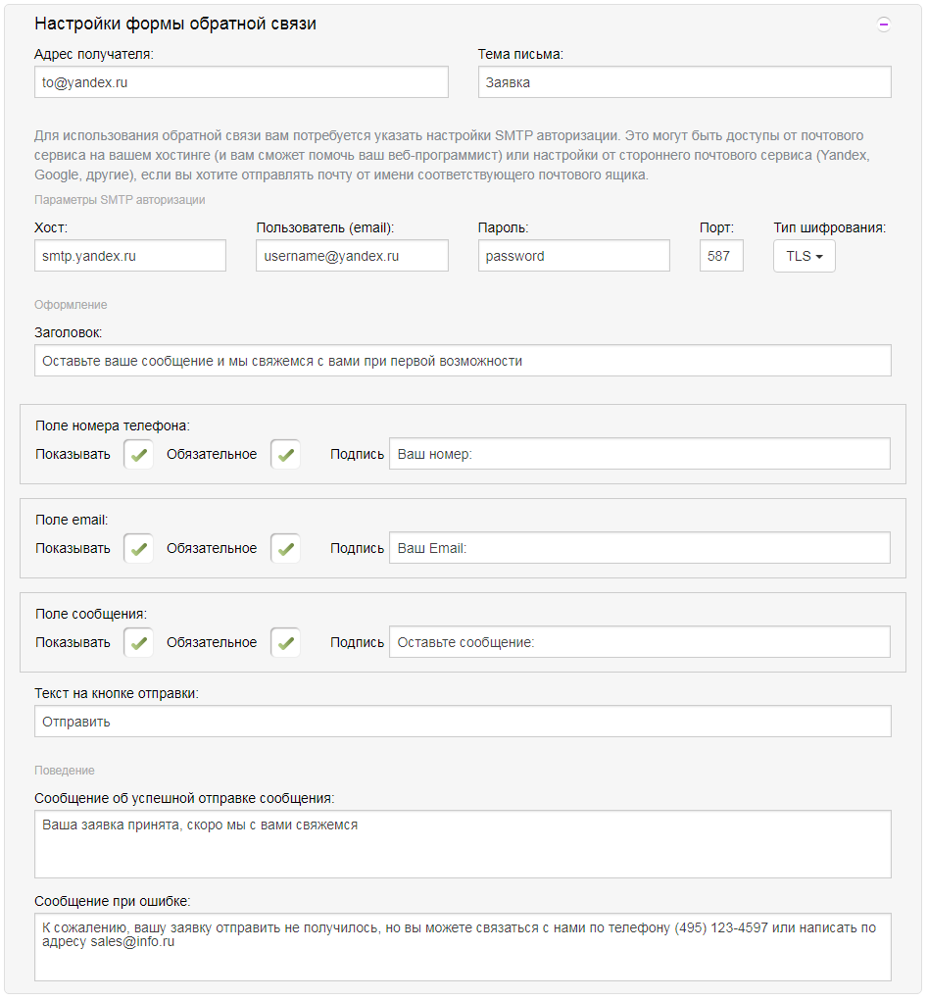 Настройки формы обратной связи
Адрес получателя: Тема письма:
to@yandex.ru Заявка
Для использования обратной связи вам потребуется указать настройки SMTP авторизации. Это могут быть доступы от почтового
сервиса на вашем хостинге (и вам сможет помочь ваш веб-программист) или настройки от стороннего почтового сервиса (Yandex,
Google, другие), если вы хотите отправлять почту от имени соответствующего почтового ящика.
Параметры SMTP авторизации
Хост: Пользователь (email): Пароль: Порт: Тип шифрования:
smtp.yandex.ru username@yandex.ru password 587 TLS
Оформление
Заголовок:
Оставьте ваше сообщение и мы свяжемся с вами при первой возможности
Поле номера телефона:
Показывать Обязательное Подпись Ваш номер:
Поле email:
Показывать Обязательное Подпись Ваш Email:
Поле сообщения:
Показывать Обязательное Подпись Оставьте сообщение:
Текст на кнопке отправки:
Отправить
Поведение
Сообщение об успешной отправке сообщения:
Ваша заявка принята, скоро мы с вами свяжемся
Сообщение при ошибке:
К сожалению, вашу заявку отправить не получилось, но вы можете связаться с нами по телефону (495) 123-4597 или написать по
адресу sales@info.ru